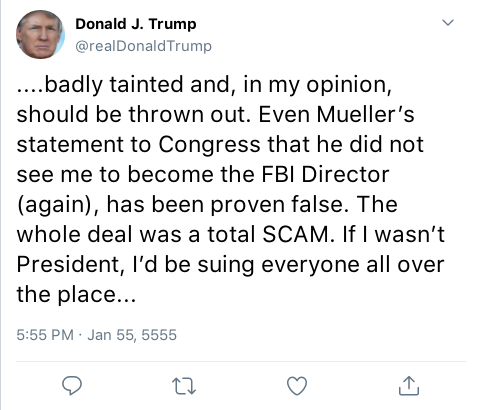 Donald J. Trump
@realDonaldTrump
....badly tainted and, in my opinion,
should be thrown out. Even Mueller's
statement to Congress that he did not
see me to become the FBI Director
(again), has been proven false. The
whole deal was a total SCAM. If I wasn't
President, I'd be suing everyone all over
the place...
5:55 PM · Jan 55, 5555